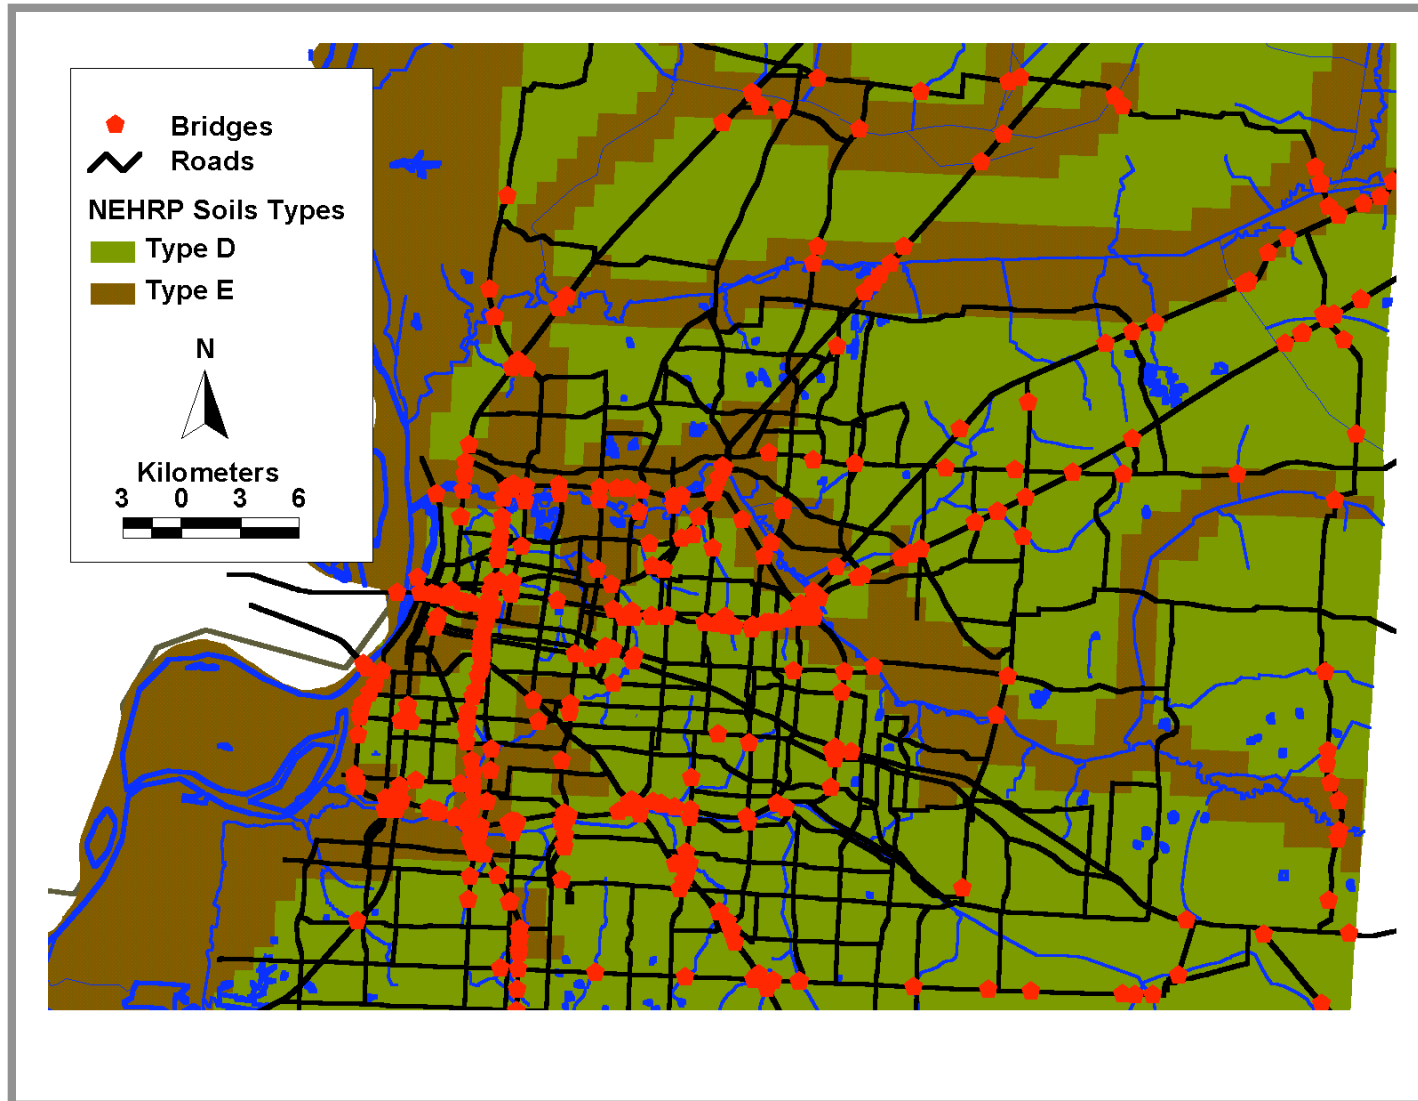 Bridges
Roads
NEHRP Soils Types
Type D
Type E
N
Kilometers
3 0 3 6